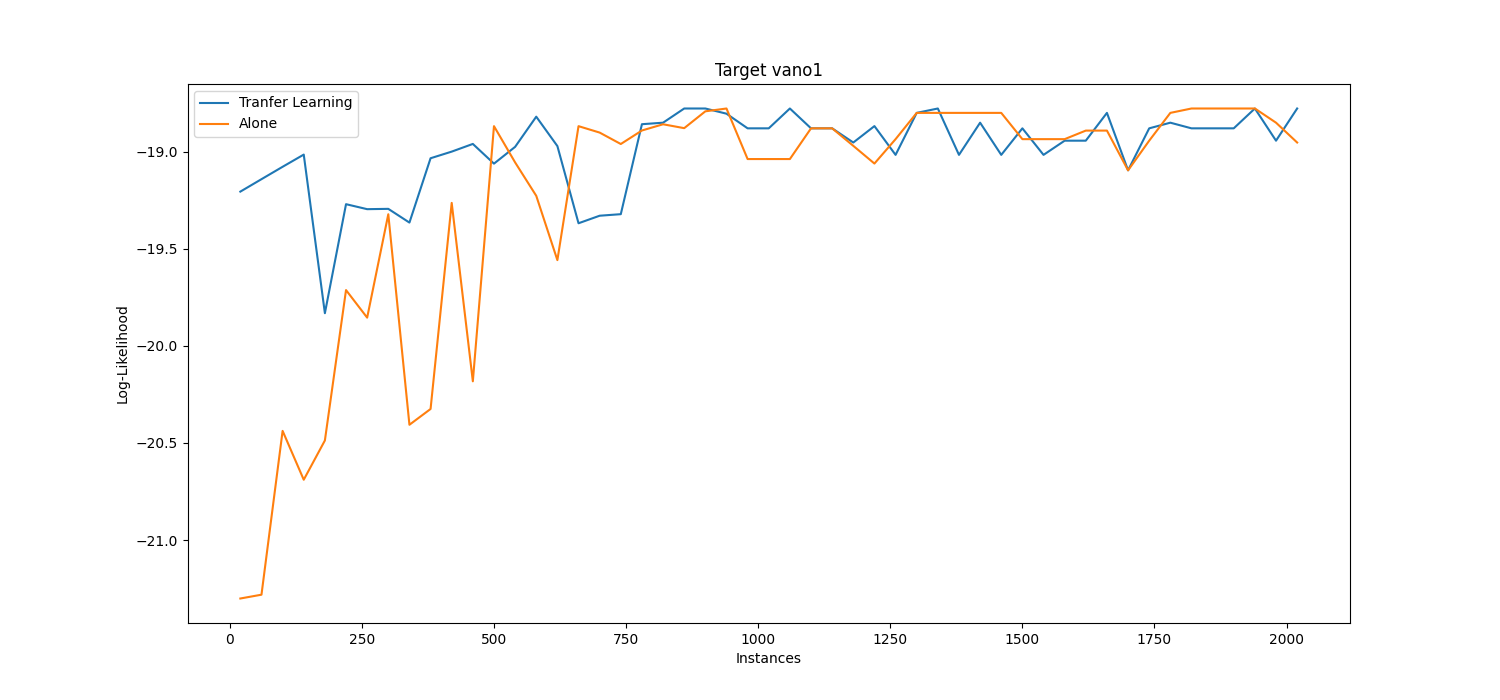 Target vano1
Tranfer Learning
Alone
Log-Likelihood
−19.0
−19.5
−20.0
−20.5
−21.0
0 250 500 750 1000 1250 1500 1750 2000
Instances